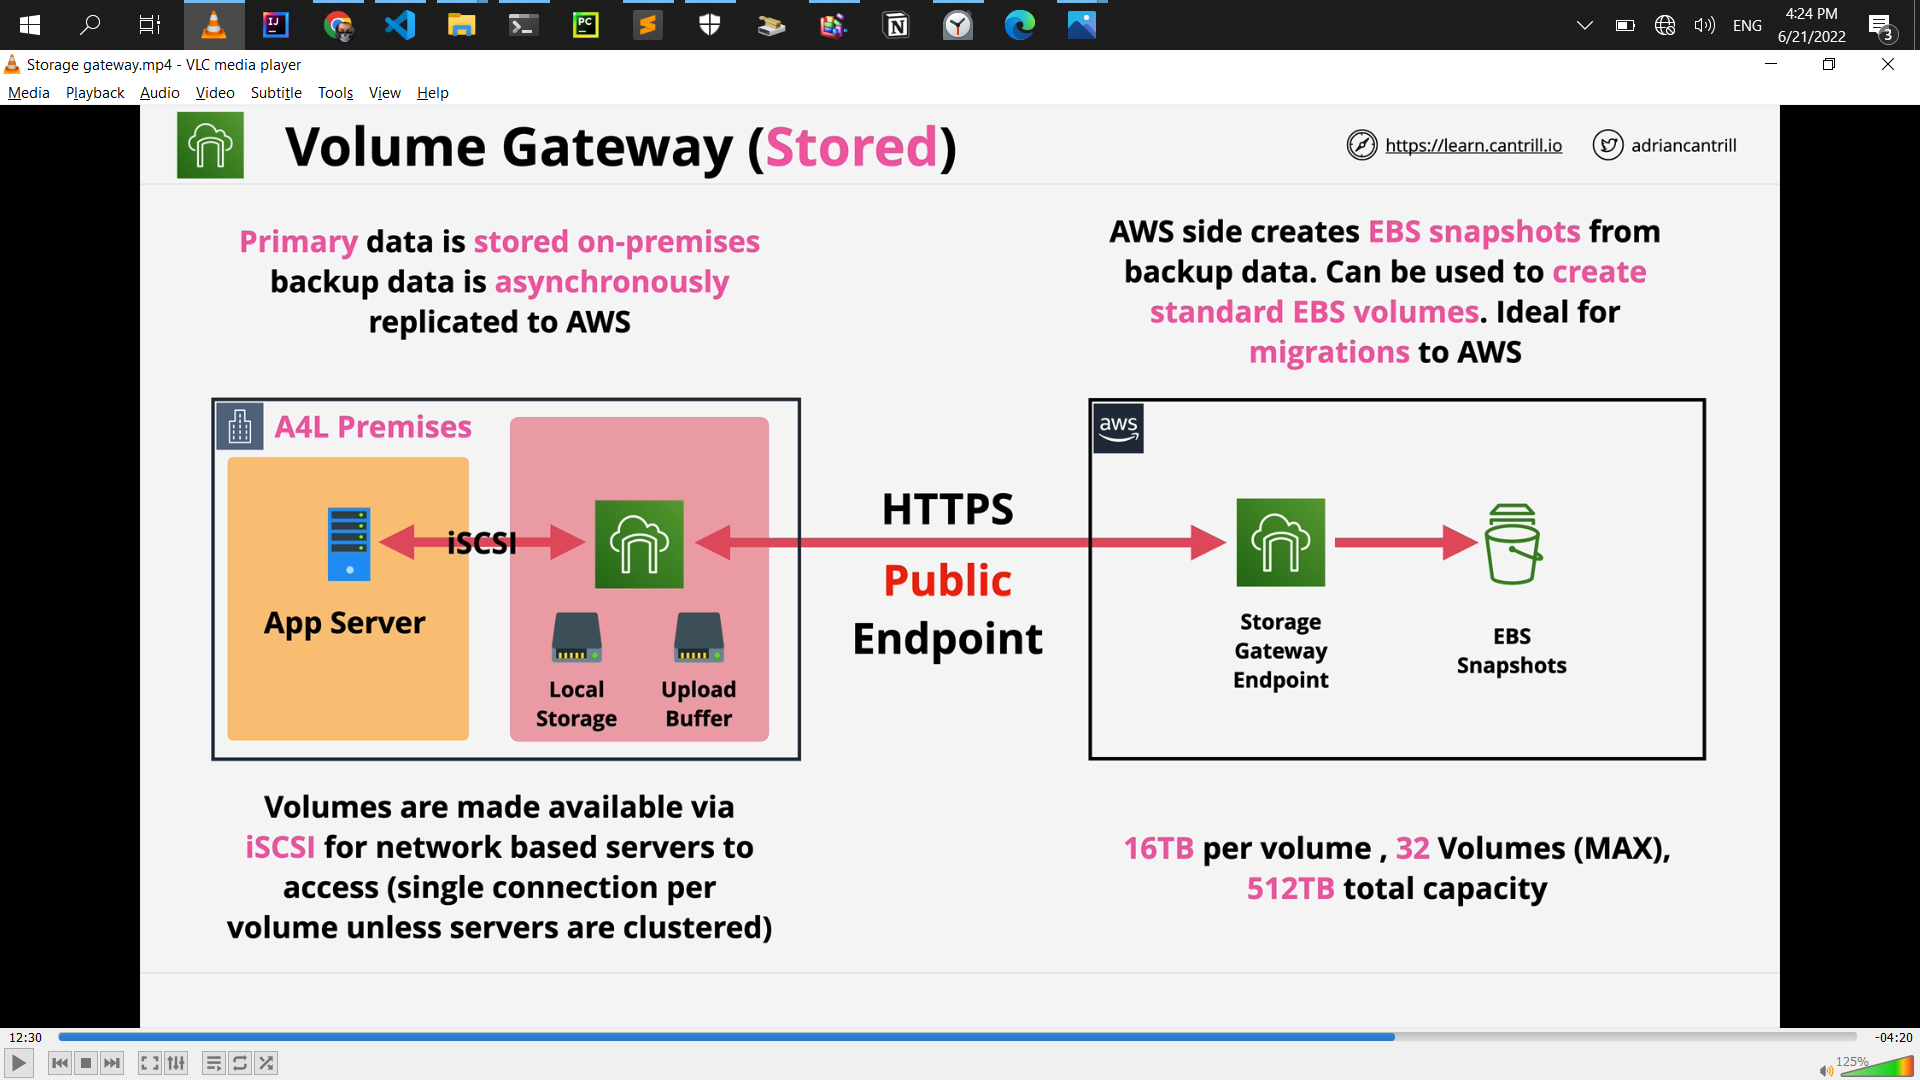 ENG
4:24 PM
6/21/2022
3
Storage gateway.mp4 - VLC media player
Media Playback Audio Video Subtitle Tools View Help
Volume Gateway (Stored)
https://learn.cantrill.io
adriancantrill
Primary data is stored on-premises
backup data is asynchronously
replicated to AWS
AWS side creates EBS snapshots from
backup data. Can be used to create
standard EBS volumes. Ideal for
migrations to AWS
A4L Premises
iSCSI
App Server
Local
Storage
Upload
Buffer
HTTPS
Public
Endpoint
aws
Storage
Gateway
Endpoint
EBS
Snapshots
Volumes are made available via
iSCSI for network based servers to
access (single connection per
volume unless servers are clustered)
16TB per volume , 32 Volumes (MAX),
512TB total capacity
12:30
-04:20
125%